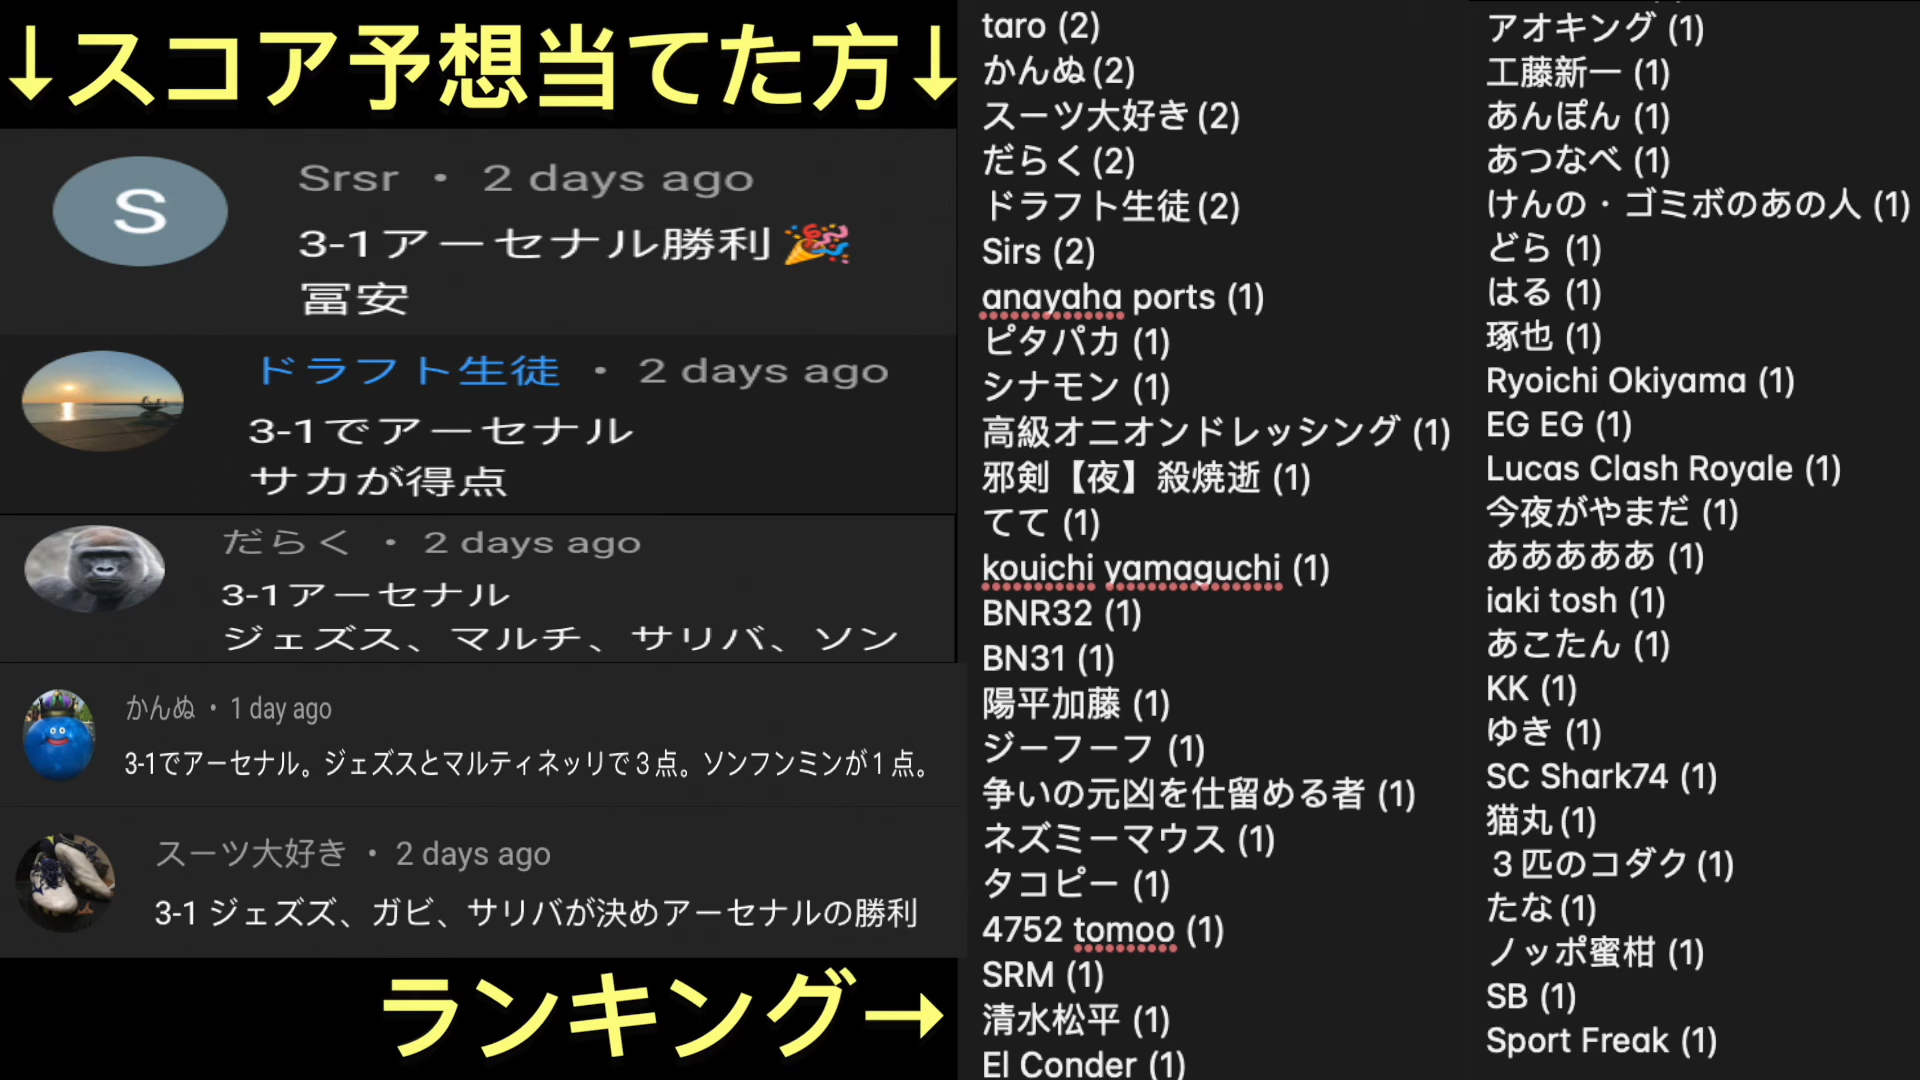 ↓スコア予想当てた方↓
S
Srsr ・ 2 days ago
3-1アーセナル勝利🎉
冨安
ドラフト生徒 ・ 2 days ago
3-1でアーセナル
サカが得点
だらく ・ 2 days ago
3-1アーセナル
ジェズス、マルチ、サリバ、ソン
かんぬ ・ 1 day ago
3-1でアーセナル。ジェズスとマルティネッリで3点。ソンフンミンが1点。
スーツ大好き ・ 2 days ago
3-1 ジェズズ、ガビ、サリバが決めアーセナルの勝利
ランキング→
taro (2)
かんぬ(2)
スーツ大好き(2)
だらく(2)
ドラフト生徒(2)
Sirs (2)
anayaha ports (1)
ピタパカ (1)
シナモン (1)
高級オニオンドレッシング (1)
邪剣【夜】殺焼逝 (1)
てて (1)
kouichi yamaguchi (1)
BNR32 (1)
BN31 (1)
陽平加藤 (1)
ジーフーフ (1)
争いの元凶を仕留める者 (1)
ネズミーマウス (1)
タコピー (1)
4752 tomoo (1)
SRM (1)
清水松平 (1)
El Conder (1)
アオキング (1)
工藤新一 (1)
あんぽん (1)
あつなべ (1)
けんの・ゴミボのあの人 (1)
どら (1)
はる (1)
琢也 (1)
Ryoichi Okiyama (1)
EG EG (1)
Lucas Clash Royale (1)
今夜がやまだ (1)
あああああ (1)
iaki tosh (1)
あこたん (1)
KK (1)
ゆき (1)
SC Shark74 (1)
猫丸(1)
３匹のコダク(1)
たな(1)
ノッポ蜜柑 (1)
SB (1)
Sport Freak (1)